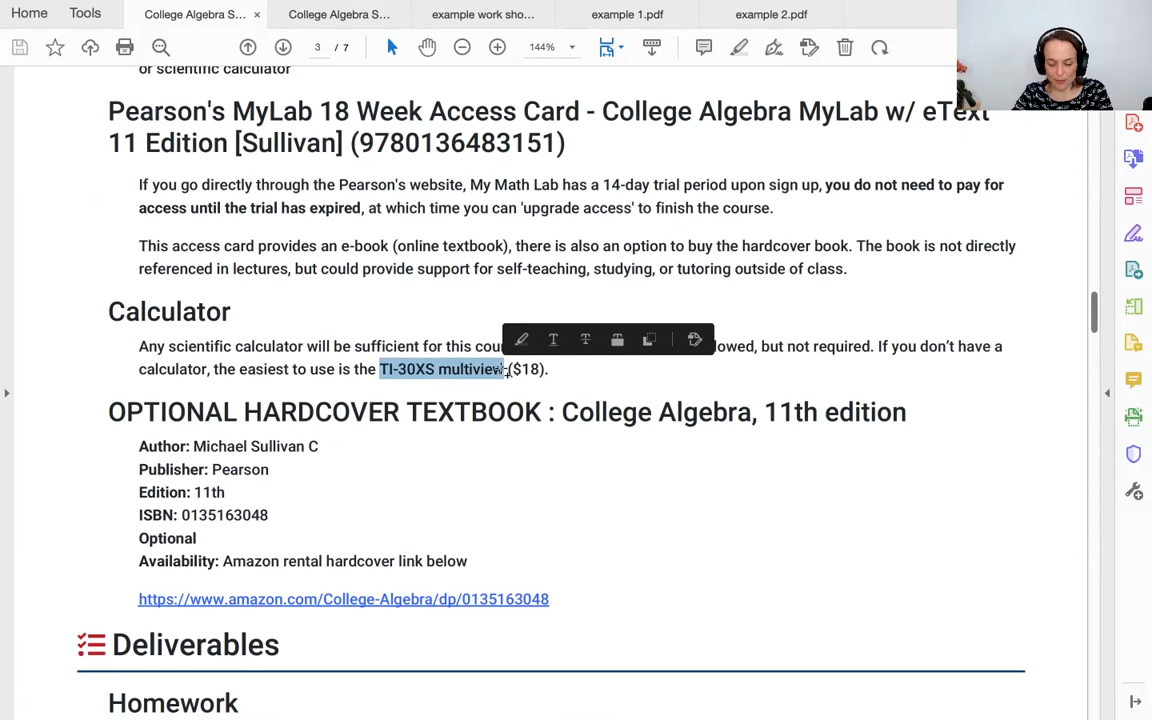 Home
Tools
College Algebra S...
×
College Algebra S...
example work sho...
example 1.pdf
example 2.pdf
3 / 7
144%
or scientific calculator
Pearson's MyLab 18 Week Access Card - College Algebra MyLab w/ eText
11 Edition [Sullivan] (9780136483151)
If you go directly through the Pearson's website, My Math Lab has a 14-day trial period upon sign up, you do not need to pay for
access until the trial has expired, at which time you can 'upgrade access' to finish the course.
This access card provides an e-book (online textbook), there is also an option to buy the hardcover book. The book is not directly
referenced in lectures, but could provide support for self-teaching, studying, or tutoring outside of class.
Calculator
Any scientific calculator will be sufficient for this cou lowed, but not required. If you don't have a
calculator, the easiest to use is the TI-30XS multiview ($18).
OPTIONAL HARDCOVER TEXTBOOK : College Algebra, 11th edition
Author: Michael Sullivan C
Publisher: Pearson
Edition: 11th
ISBN: 0135163048
Optional
Availability: Amazon rental hardcover link below
https://www.amazon.com/College-Algebra/dp/0135163048
Deliverables
Homework